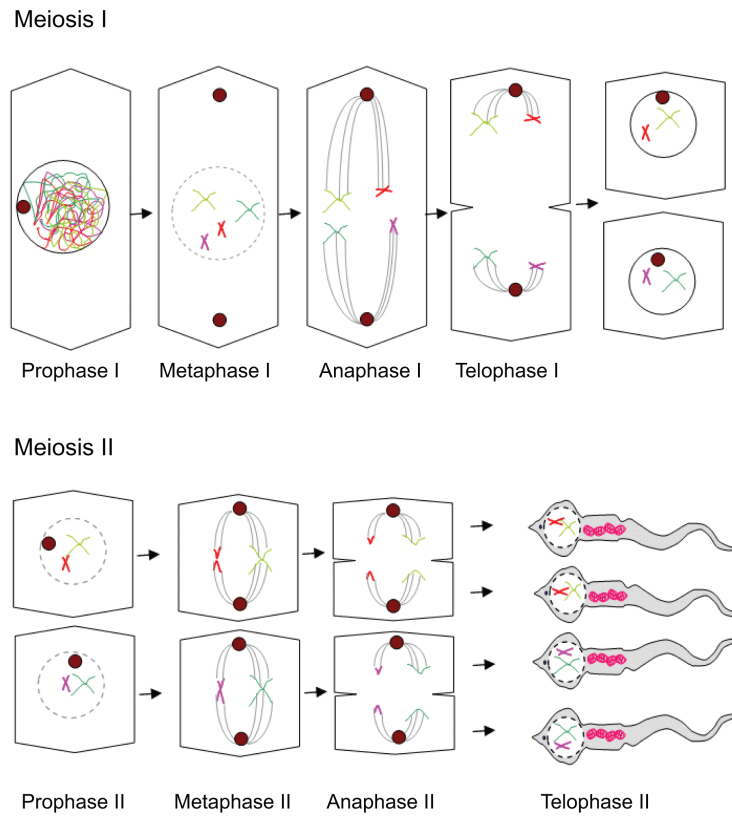 Meiosis I
Prophase I
Metaphase I
Anaphase I
Telophase I
Meiosis II
Prophase II
Metaphase II
Anaphase II
Telophase II